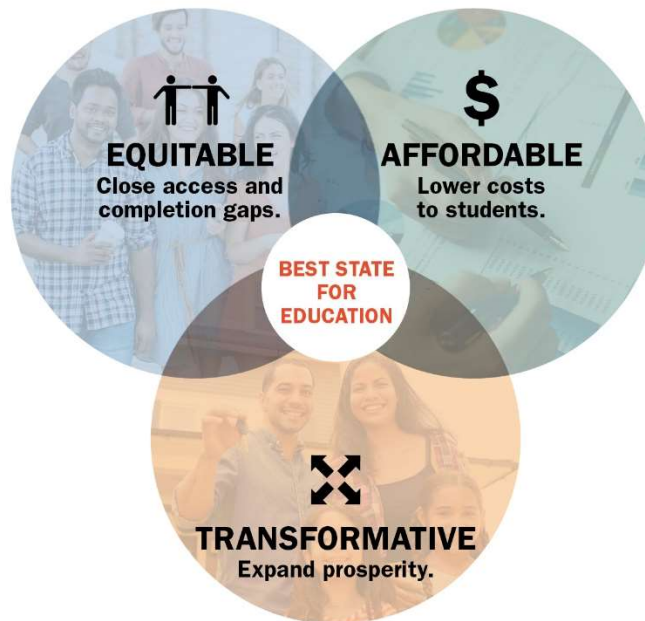 EQUITABLE
Close access and
completion gaps.
$
AFFORDABLE
Lower costs
to students.
BEST STATE
FOR
EDUCATION
TRANSFORMATIVE
Expand prosperity.